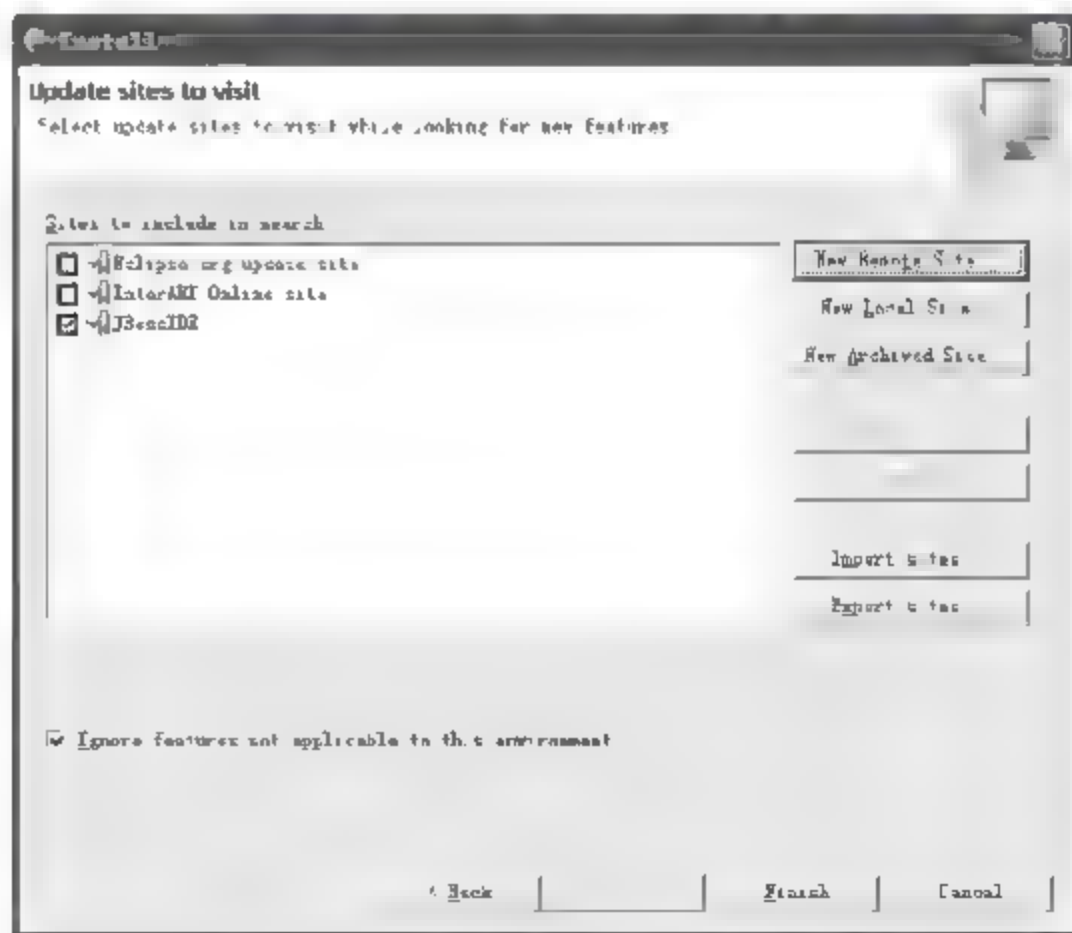 Install
Update sites to visit
Select update sites to visit while looking for new features
Sites to include in search
Eclipse.org update site
InterAKT Online site
New Remote Site
New Local Site
New Archived Site
Import sites
Export sites
Ignore features not applicable to this environment
< Back
Finish
Cancel